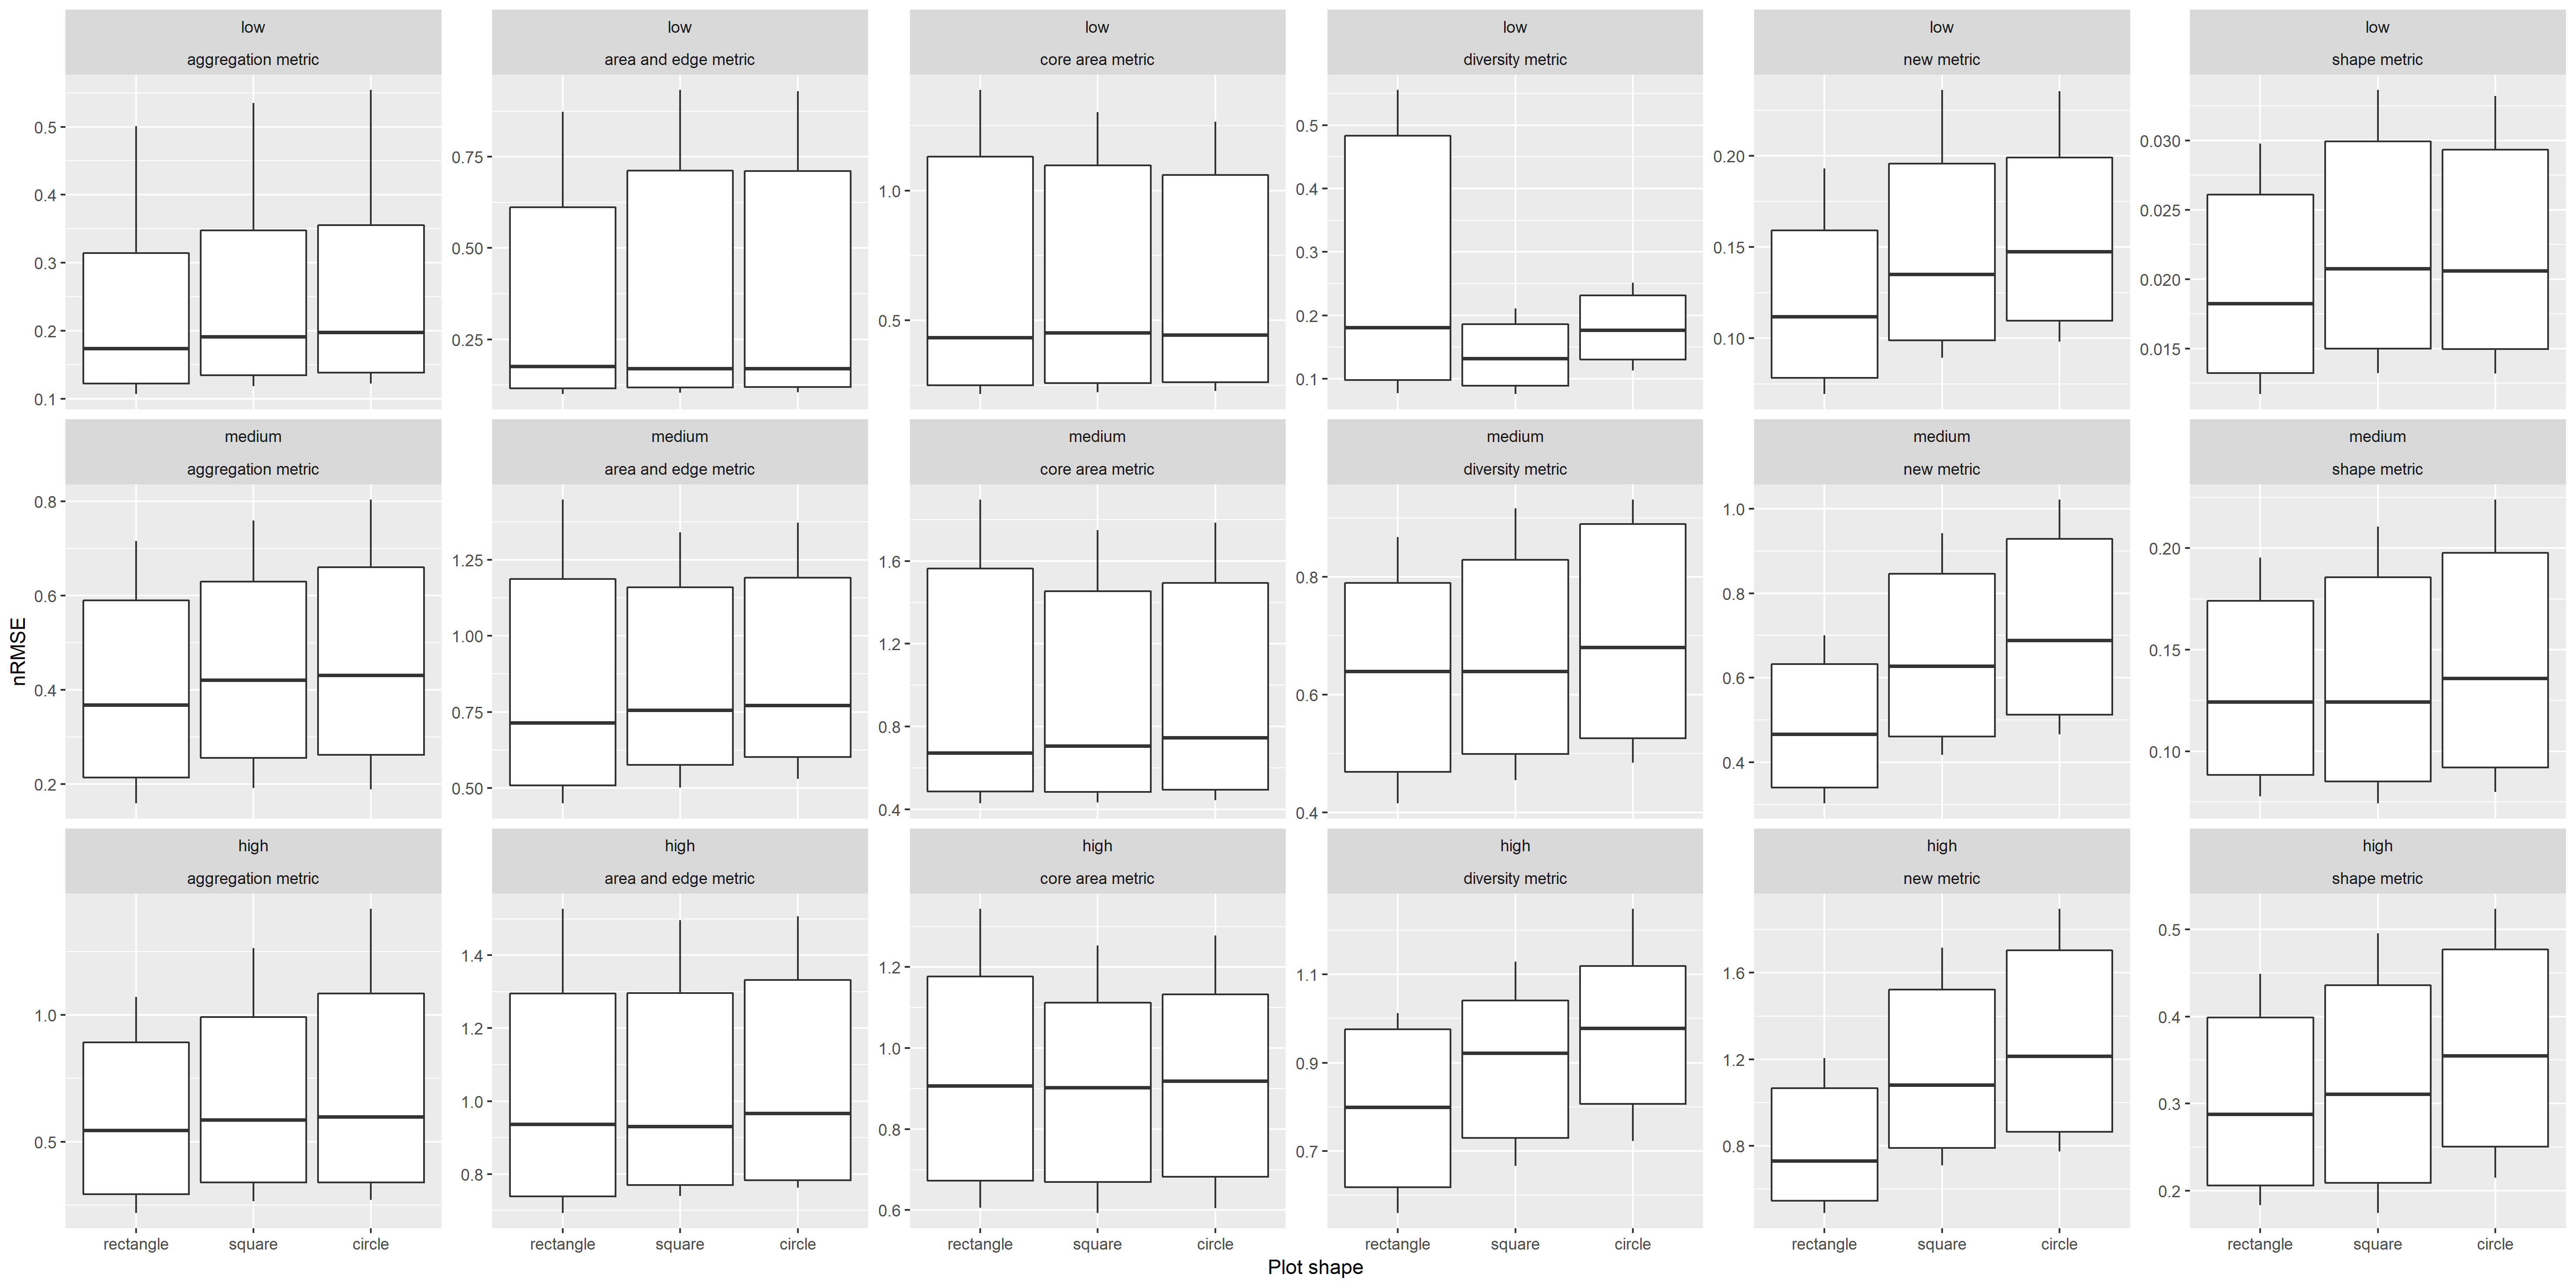 low
aggregation metric
low
area and edge metric
low
core area metric
low
diversity metric
low
new metric
low
shape metric
0.5
0.4
0.3
0.2
0.1
0.75
0.50
0.25
1.0
0.5
0.5
0.4
0.3
0.2
0.1
0.20
0.15
0.10
0.030
0.025
0.020
0.015
medium
aggregation metric
medium
area and edge metric
medium
core area metric
medium
diversity metric
medium
new metric
medium
shape metric
0.8
0.6
0.4
0.2
1.25
1.00
0.75
0.50
1.6
1.2
0.8
0.4
0.8
0.6
0.4
1.0
0.8
0.6
0.4
0.20
0.15
0.10
nRMSE
high
aggregation metric
high
area and edge metric
high
core area metric
high
diversity metric
high
new metric
high
shape metric
1.0
0.5
1.4
1.2
1.0
0.8
1.2
1.0
0.8
0.6
1.1
0.9
0.7
1.6
1.2
0.8
0.5
0.4
0.3
0.2
rectangle square circle
rectangle square circle
rectangle square circle
rectangle square circle
rectangle square circle
rectangle square circle
Plot shape